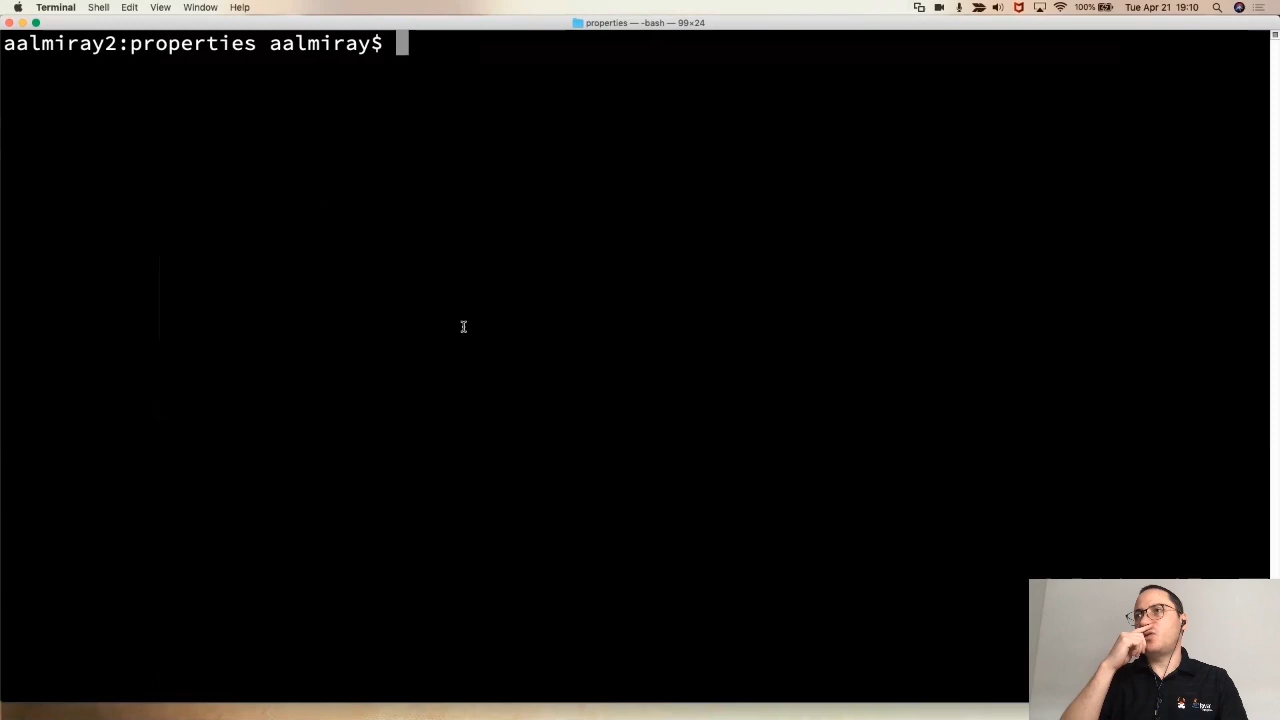 Terminal Shell Edit View Window Help 100% Tue Apr 21 19:10
properties — -bash — 99×24
aalmiray2:properties aalmiray$